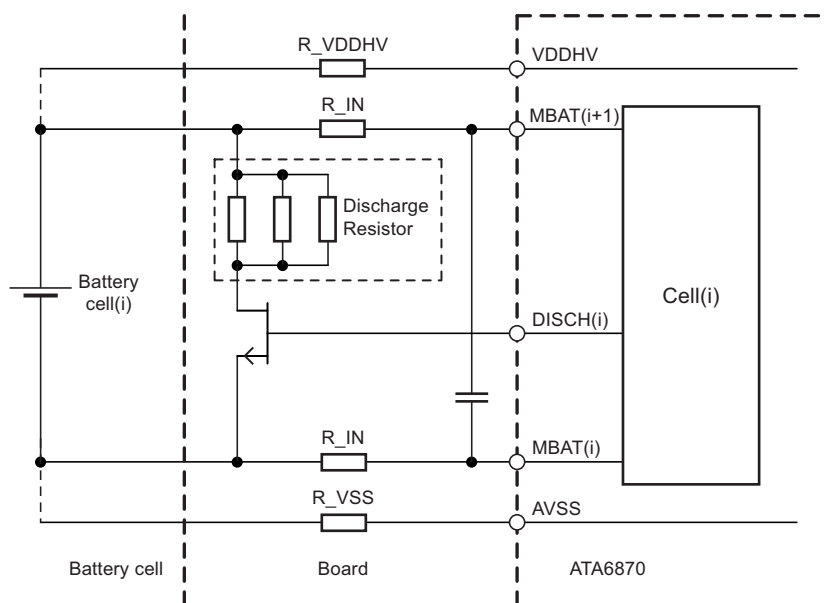 R_VDDHV
VDDHV
R_IN
MBAT(i+1)
Discharge
Resistor
Battery
cell(i)
Cell(i)
DISCH(i)
R_IN
MBAT(i)
R_VSS
AVSS
Battery cell
Board
ATA6870